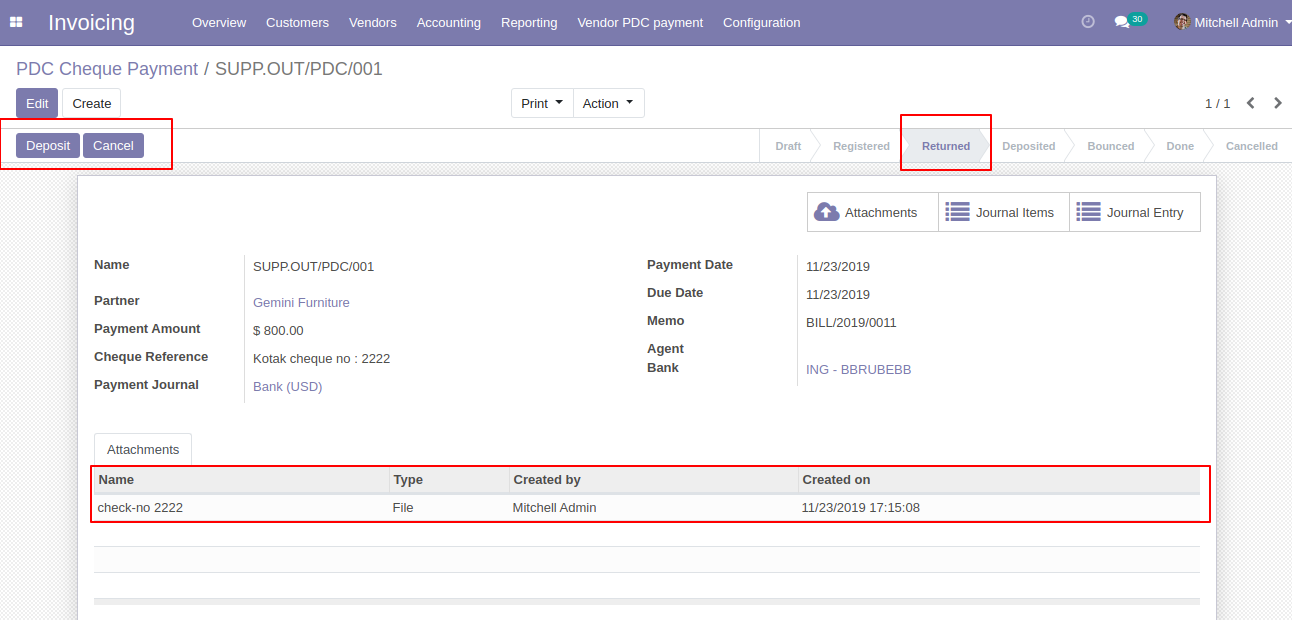 Invoicing Overview Customers Vendors Accounting Reporting Vendor PDC payment Configuration 30 Mitchell Admin
PDC Cheque Payment / SUPP.OUT/PDC/001
Edit Create Print Action 1 / 1
Deposit Cancel Draft Registered Returned Deposited Bounced Done Cancelled
Attachments Journal Items Journal Entry
Name SUPP.OUT/PDC/001
Partner Gemini Furniture
Payment Amount $ 800.00
Cheque Reference Kotak cheque no : 2222
Payment Journal Bank (USD)
Payment Date 11/23/2019
Due Date 11/23/2019
Memo BILL/2019/0011
Agent
Bank ING - BBRUBEBB
Attachments
Name Type Created by Created on
check-no 2222 File Mitchell Admin 11/23/2019 17:15:08